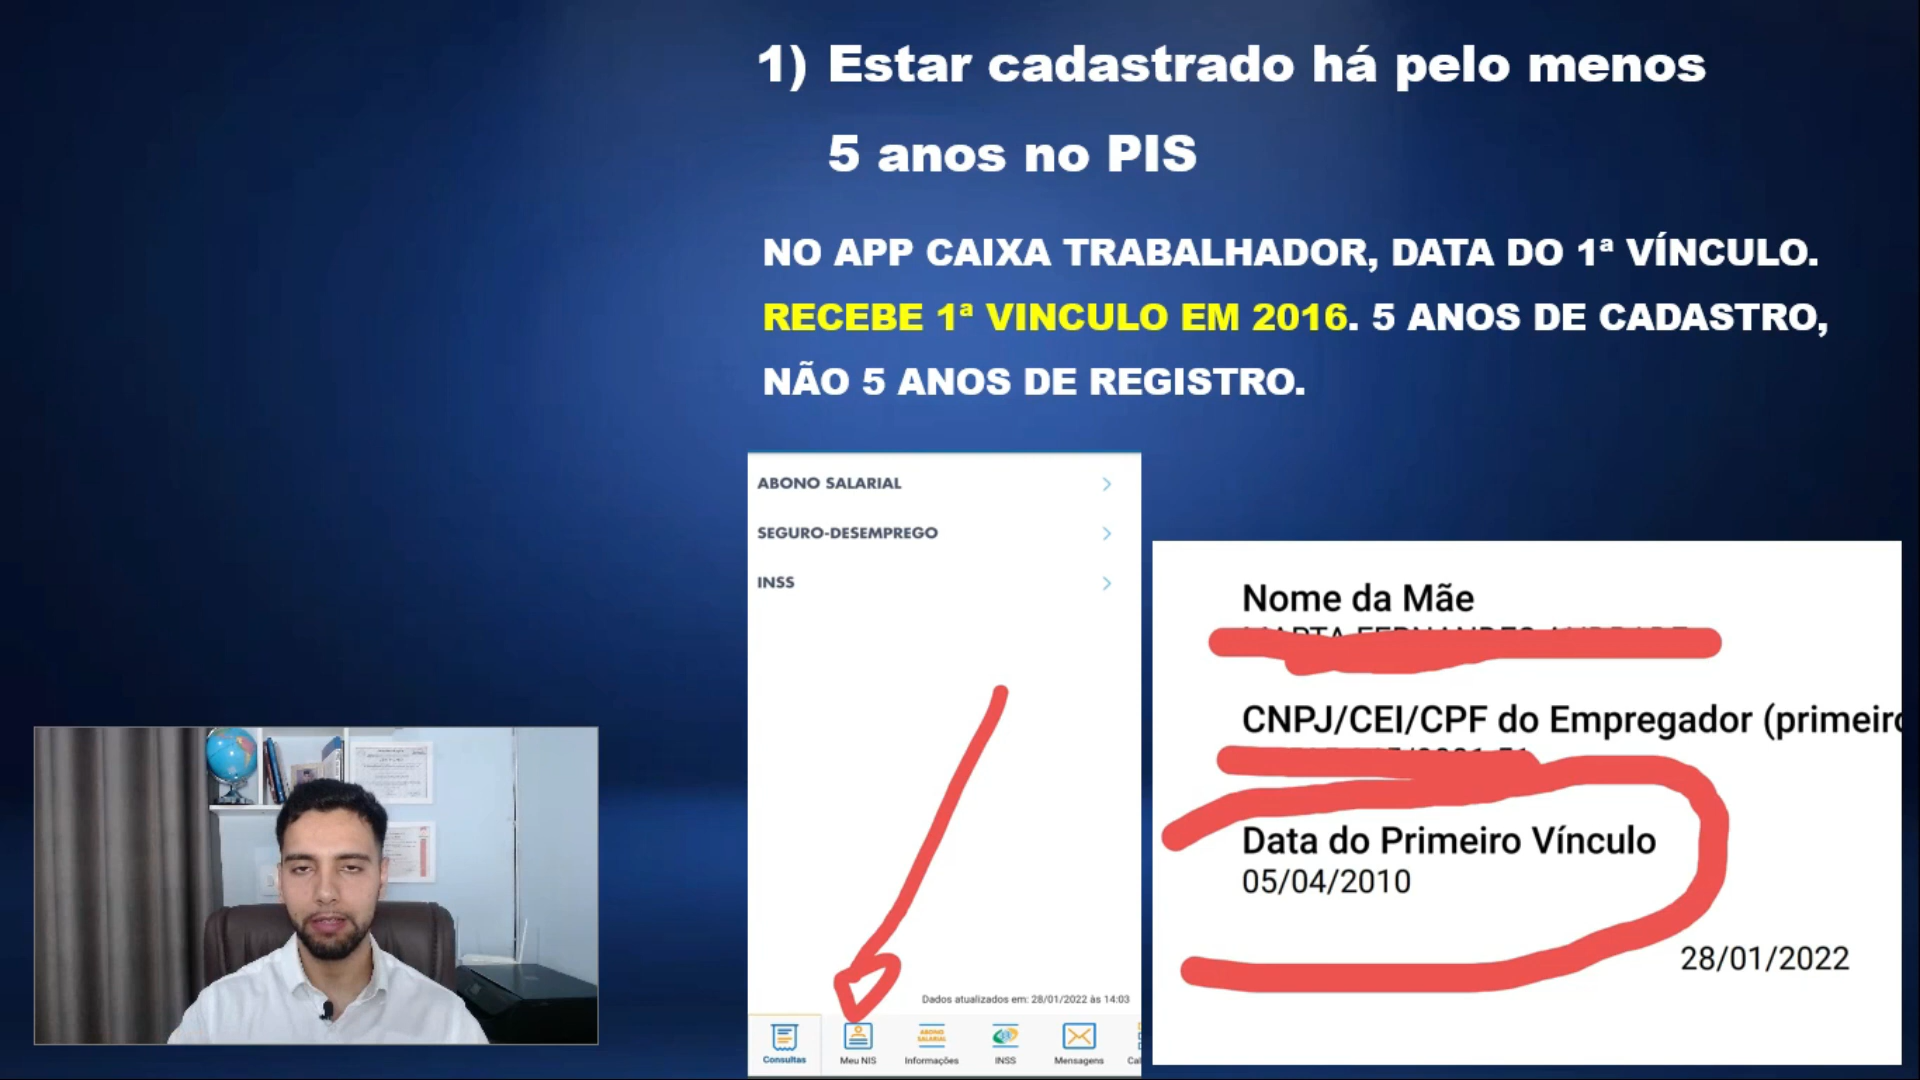 1) Estar cadastrado há pelo menos
5 anos no PIS
NO APP CAIXA TRABALHADOR, DATA DO 1ª VÍNCULO.
RECEBE 1ª VINCULO EM 2016. 5 ANOS DE CADASTRO,
NÃO 5 ANOS DE REGISTRO.
ABONO SALARIAL
SEGURO-DESEMPREGO
INSS
Dados atualizados em: 28/01/2022 às 14:03
Consultas
Meu NIS
ABONO
SALARIAL
Informações
INSS
Mensagens
Nome da Mãe
CNPJ/CEI/CPF do Empregador (primeiro
Data do Primeiro Vínculo
05/04/2010
28/01/2022